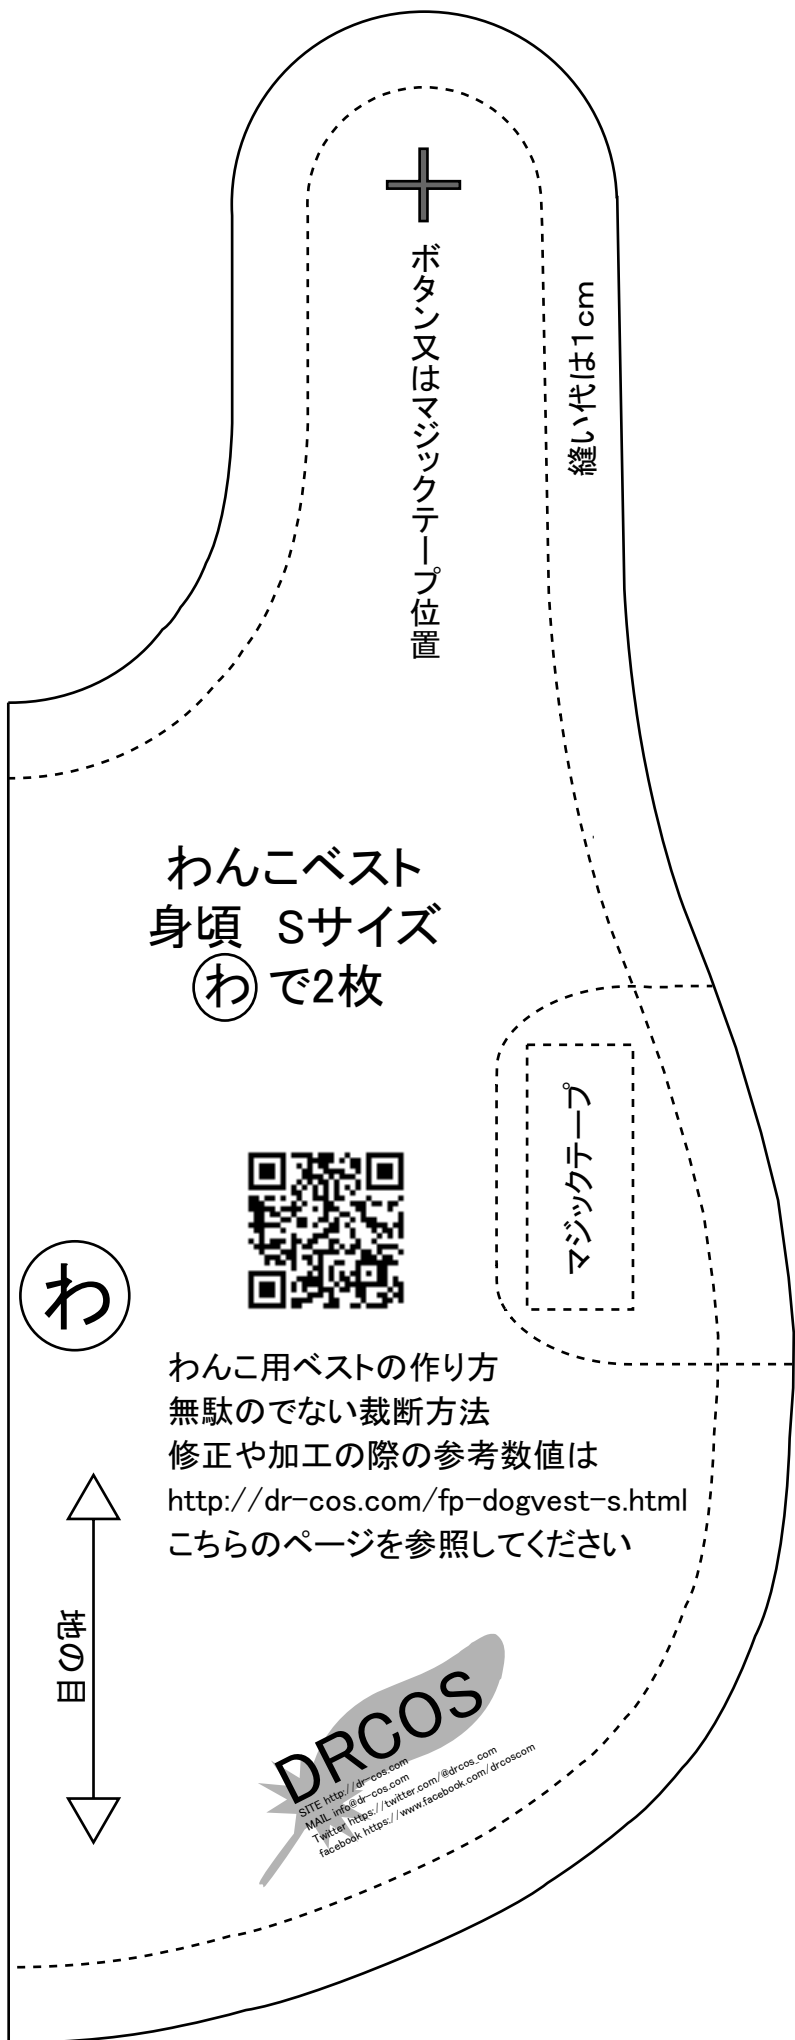 ボタン又はマジックテープ位置
縫い代は1cm
わんこベスト
身頃　Sサイズ
わ で2枚
マジックテープ
わ
わんこ用ベストの作り方
無駄のでない裁断方法
修正や加工の際の参考数値は
http://dr-cos.com/fp-dogvest-s.html
こちらのページを参照してください
地の目
DRCOS
SITE http://dr-cos.com
MAIL info@dr-cos.com
Twitter https://twitter.com/@drcos_com
facebook https://www.facebook.com/drcoscom